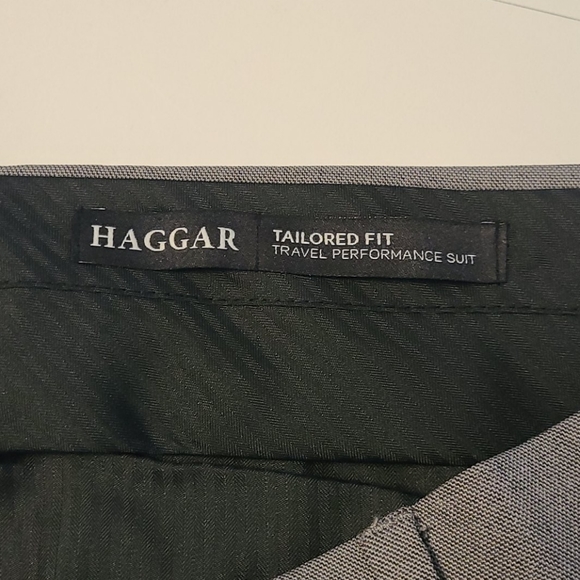 HAGGAR
TAILORED FIT
TRAVEL PERFORMANCE SUIT